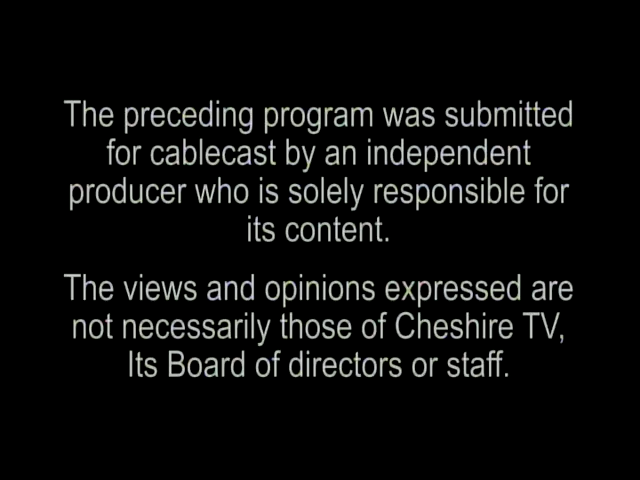 The preceding program was submitted
for cablecast by an independent
producer who is solely responsible for
its content.
The views and opinions expressed are
not necessarily those of Cheshire TV,
Its Board of directors or staff.